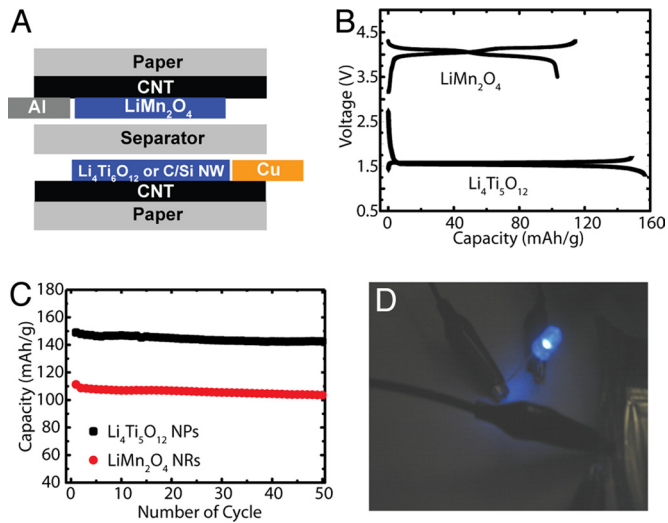 A
Paper
CNT
Al
LiMn₂O₄
Separator
Li₄Ti₆O₁₂ or C/Si NW
Cu
CNT
Paper
B
Voltage (V)
4.5
3.5
2.5
1.5
0.5
LiMn₂O₄
Li₄Ti₅O₁₂
0 40 80 120 160
Capacity (mAh/g)
C
Capacity (mAh/g)
180
160
140
120
100
80
60
40
Li₄Ti₅O₁₂ NPs
LiMn₂O₄ NRs
0 10 20 30 40 50
Number of Cycle
D